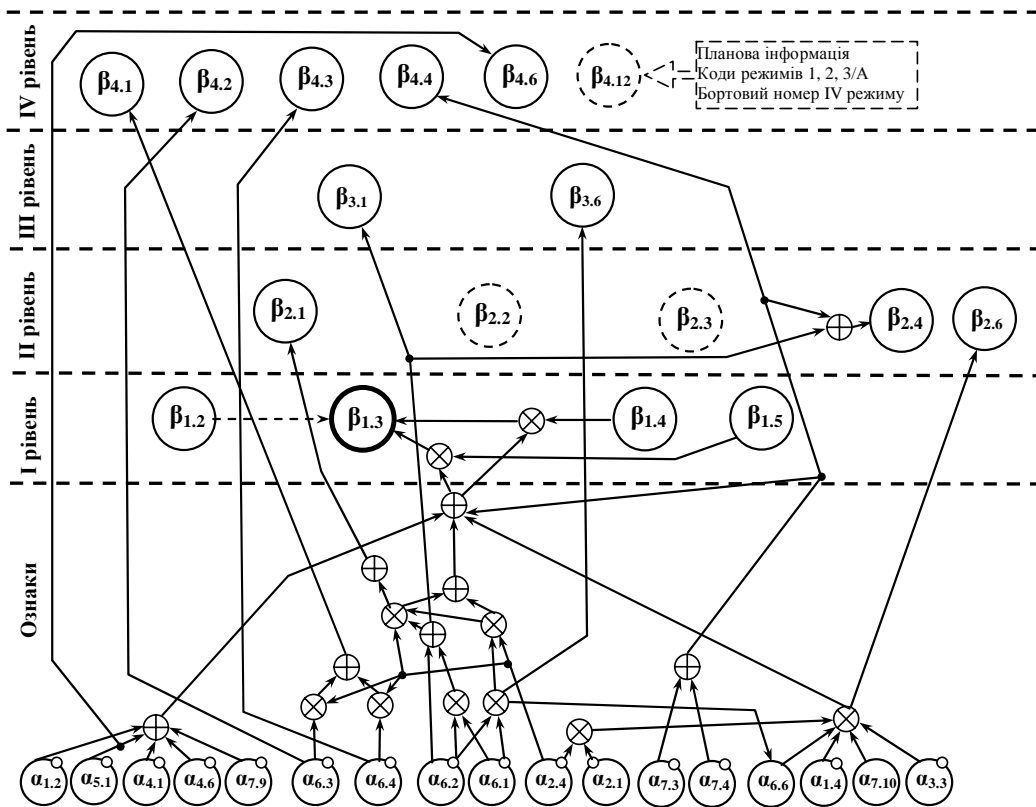 IV рівень
β4.1
β4.2
β4.3
β4.4
β4.6
β4.12
Планова інформація
Коди режимів 1, 2, 3/А
Бортовий номер IV режиму
III рівень
β3.1
β3.6
II рівень
β2.1
β2.2
β2.3
β2.4
β2.6
I рівень
β1.2
β1.3
β1.4
β1.5
Ознаки
α1.2
α5.1
α4.1
α4.6
α7.9
α6.3
α6.4
α6.2
α6.1
α2.4
α2.1
α7.3
α7.4
α6.6
α1.4
α7.10
α3.3